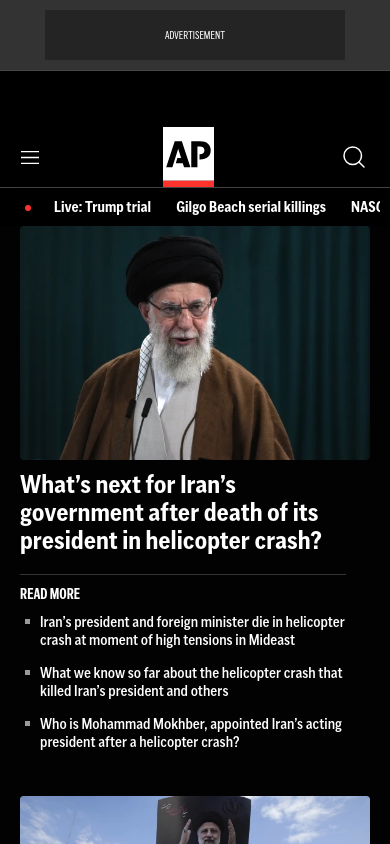 ADVERTISEMENT
AP
Live: Trump trial Gilgo Beach serial killings
What's next for Iran's
government after death of its
president in helicopter crash?
READ MORE
Iran's president and foreign minister die in helicopter
crash at moment of high tensions in Mideast
What we know so far about the helicopter crash that
killed Iran's president and others
Who is Mohammad Mokhber, appointed Iran's acting
president after a helicopter crash?